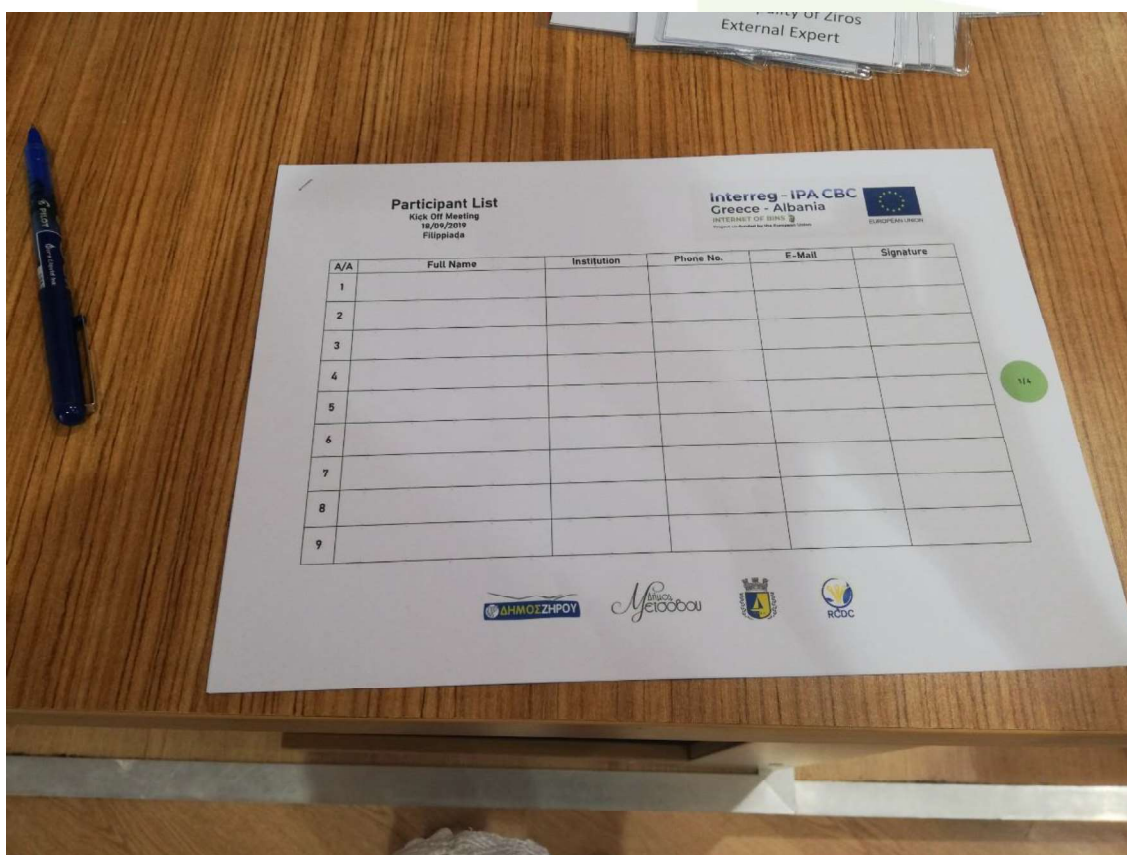 of Ziros
External Expert
PILOT
Participant List
Kick Off Meeting
18/09/2019
Filippiada
Interreg - IPA CBC
Greece - Albania
INTERNET OF BINS
EUROPEAN UNION
A/A Full Name Institution Phone No. E-Mail Signature
1
2
3
4
5
6
7
8
9
1/4
ΔΗΜΟΣ ΖΗΡΟΥ
Δήμος
Μετσόβου
RCDC